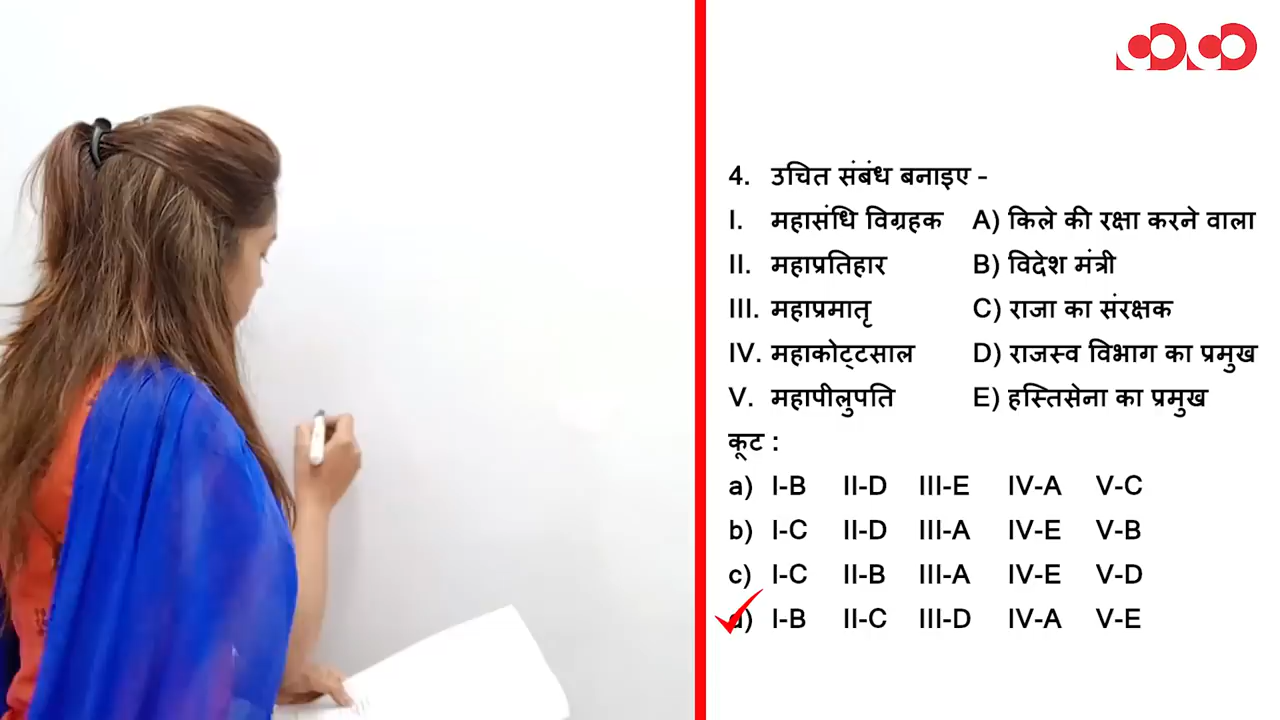 4. उचित संबंध बनाइए –
I. महासंधि विग्रहक A) किले की रक्षा करने वाला
II. महाप्रतिहार B) विदेश मंत्री
III. महाप्रमातृ C) राजा का संरक्षक
IV. महाकोट्टसाल D) राजस्व विभाग का प्रमुख
V. महापीलुपति E) हस्तिसेना का प्रमुख
कूट :
a) I-B II-D III-E IV-A V-C
b) I-C II-D III-A IV-E V-B
c) I-C II-B III-A IV-E V-D
d) I-B II-C III-D IV-A V-E